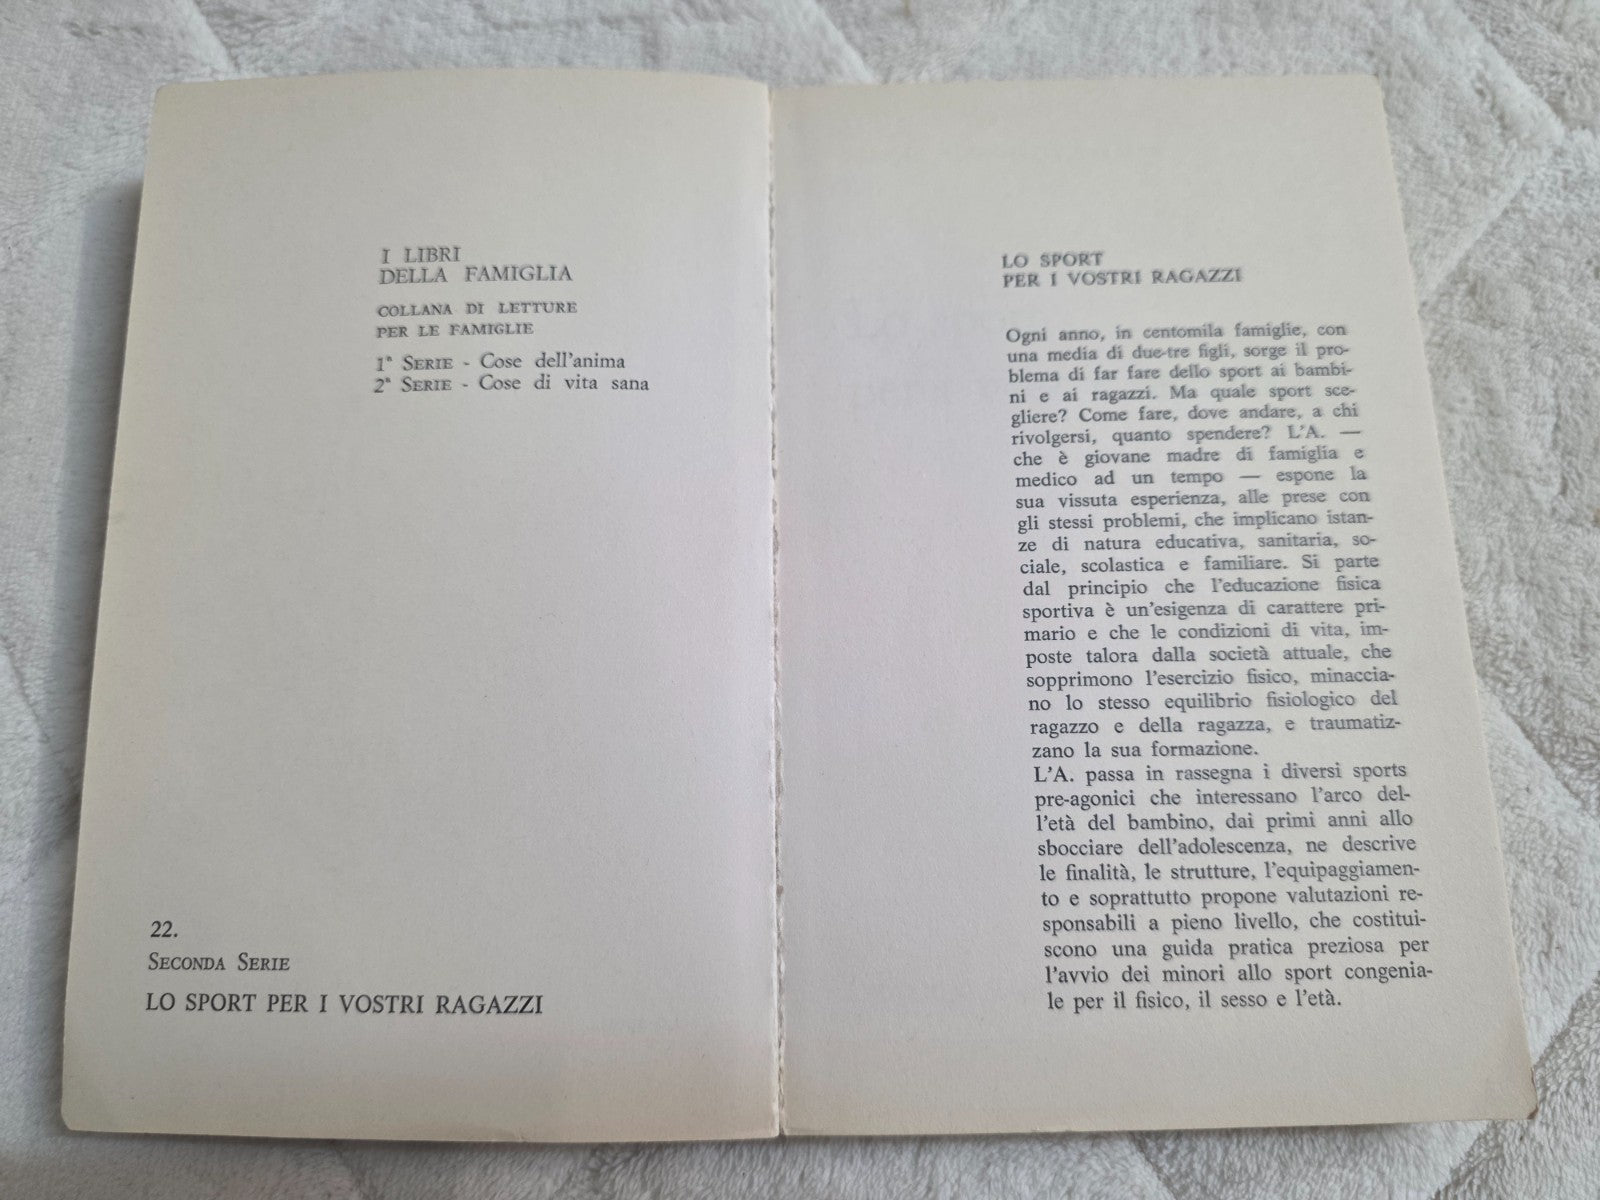 I LIBRI
DELLA FAMIGLIA
COLLANA DI LETTURE
PER LE FAMIGLIE
1ª SERIE - Cose dell'anima
2ª SERIE - Cose di vita sana
22.
SECONDA SERIE
LO SPORT PER I VOSTRI RAGAZZI
LO SPORT
PER I VOSTRI RAGAZZI
Ogni anno, in centomila famiglie, con
una media di due-tre figli, sorge il pro-
blema di far fare dello sport ai bambi-
ni e ai ragazzi. Ma quale sport sce-
gliere? Come fare, dove andare, a chi
rivolgersi, quanto spendere? L'A. —
che è giovane madre di famiglia e
medico ad un tempo — espone la
sua vissuta esperienza, alle prese con
gli stessi problemi, che implicano istan-
ze di natura educativa, sanitaria, so-
ciale, scolastica e familiare. Si parte
dal principio che l'educazione fisica
sportiva è un'esigenza di carattere pri-
mario e che le condizioni di vita, im-
poste talora dalla società attuale, che
sopprimono l'esercizio fisico, minaccia-
no lo stesso equilibrio fisiologico del
ragazzo e della ragazza, e traumatiz-
zano la sua formazione.
L'A. passa in rassegna i diversi sports
pre-agonici che interessano l'arco del-
l'età del bambino, dai primi anni allo
sbocciare dell'adolescenza, ne descrive
le finalità, le strutture, l'equipaggiamen-
to e soprattutto propone valutazioni re-
sponsabili a pieno livello, che costitui-
scono una guida pratica preziosa per
l'avvio dei minori allo sport congenia-
le per il fisico, il sesso e l'età.